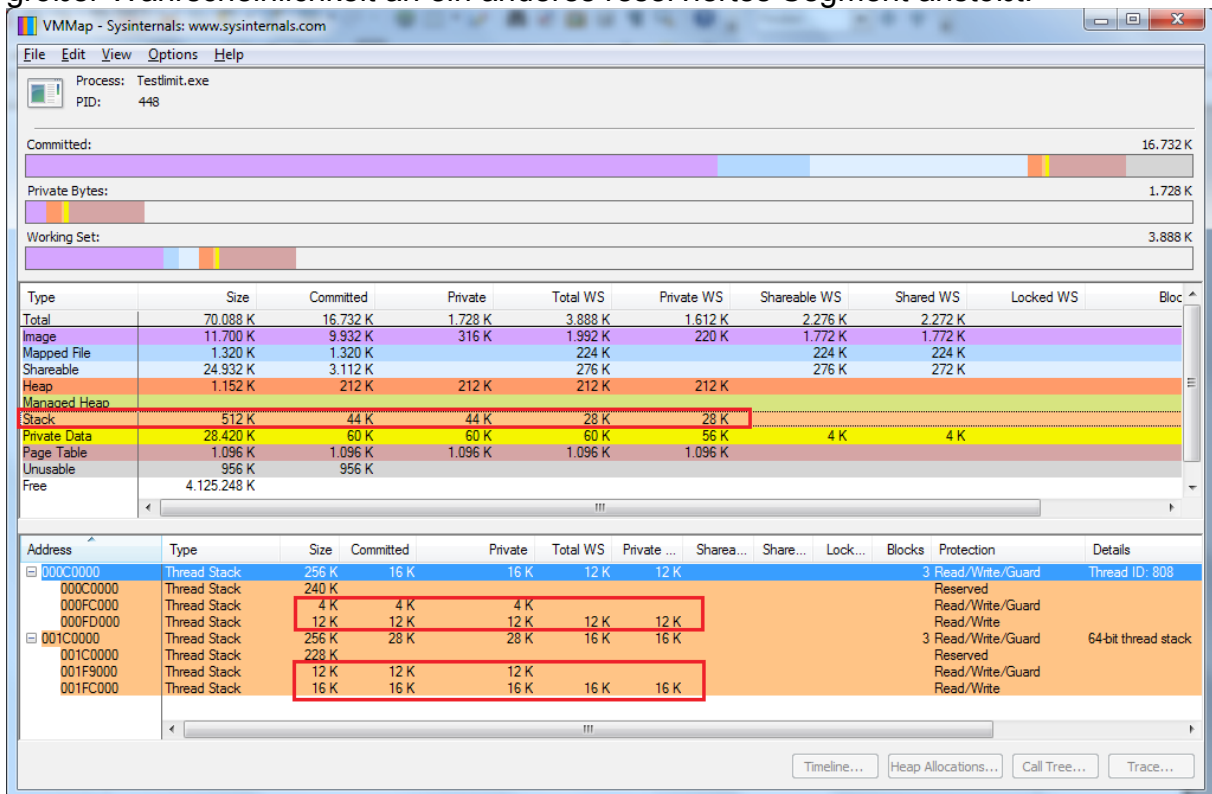 großer Wahrscheinlichkeit an ein anderes reserviertes Segment anstößt.
VMMap - Sysinternals: www.sysinternals.com
File Edit View Options Help
Process: Testlimit.exe
PID: 448
Committed: 16.732 K
Private Bytes: 1.728 K
Working Set: 3.888 K
Type Size Committed Private Total WS Private WS Shareable WS Shared WS Locked WS Bloc
Total 70.088 K 16.732 K 1.728 K 3.888 K 1.612 K 2.276 K 2.272 K
Image 11.700 K 9.932 K 316 K 1.992 K 220 K 1.772 K 1.772 K
Mapped File 1.320 K 1.320 K 224 K 224 K 224 K
Shareable 24.932 K 3.112 K 276 K 276 K 272 K
Heap 1.152 K 212 K 212 K 212 K 212 K
Managed Heap
Stack 512 K 44 K 44 K 28 K 28 K
Private Data 28.420 K 60 K 60 K 60 K 56 K 4 K 4 K
Page Table 1.096 K 1.096 K 1.096 K 1.096 K 1.096 K
Unusable 956 K 956 K
Free 4.125.248 K
Address Type Size Committed Private Total WS Private ... Sharea... Share... Lock... Blocks Protection Details
000C0000 Thread Stack 256 K 16 K 16 K 12 K 12 K 3 Read/Write/Guard Thread ID: 808
000C0000 Thread Stack 240 K Reserved
000FC000 Thread Stack 4 K 4 K 4 K Read/Write/Guard
000FD000 Thread Stack 12 K 12 K 12 K 12 K 12 K Read/Write
001C0000 Thread Stack 256 K 28 K 28 K 16 K 16 K 3 Read/Write/Guard 64-bit thread stack
001C0000 Thread Stack 228 K Reserved
001F9000 Thread Stack 12 K 12 K 12 K Read/Write/Guard
001FC000 Thread Stack 16 K 16 K 16 K 16 K 16 K Read/Write
Timeline... Heap Allocations... Call Tree... Trace...